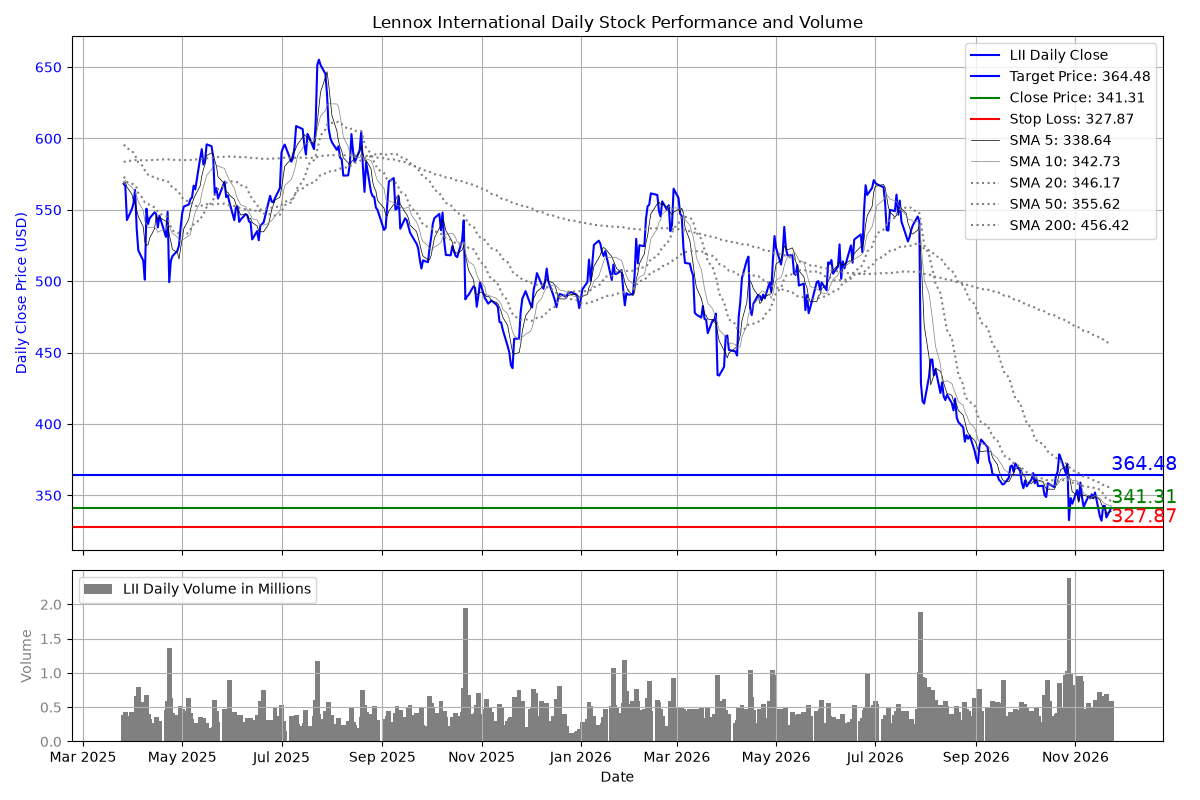 Lennox International Daily Stock Performance and Volume
Daily Close Price (USD)
650
600
550
500
450
400
350
LII Daily Close
Target Price: 364.48
Close Price: 341.31
Stop Loss: 327.87
SMA 5: 338.64
SMA 10: 342.73
SMA 20: 346.17
SMA 50: 355.62
SMA 200: 456.42
364.48
341.31
327.87
LII Daily Volume in Millions
Volume
2.0
1.5
1.0
0.5
0.0
Mar 2025 May 2025 Jul 2025 Sep 2025 Nov 2025 Jan 2026 Mar 2026 May 2026 Jul 2026 Sep 2026 Nov 2026
Date